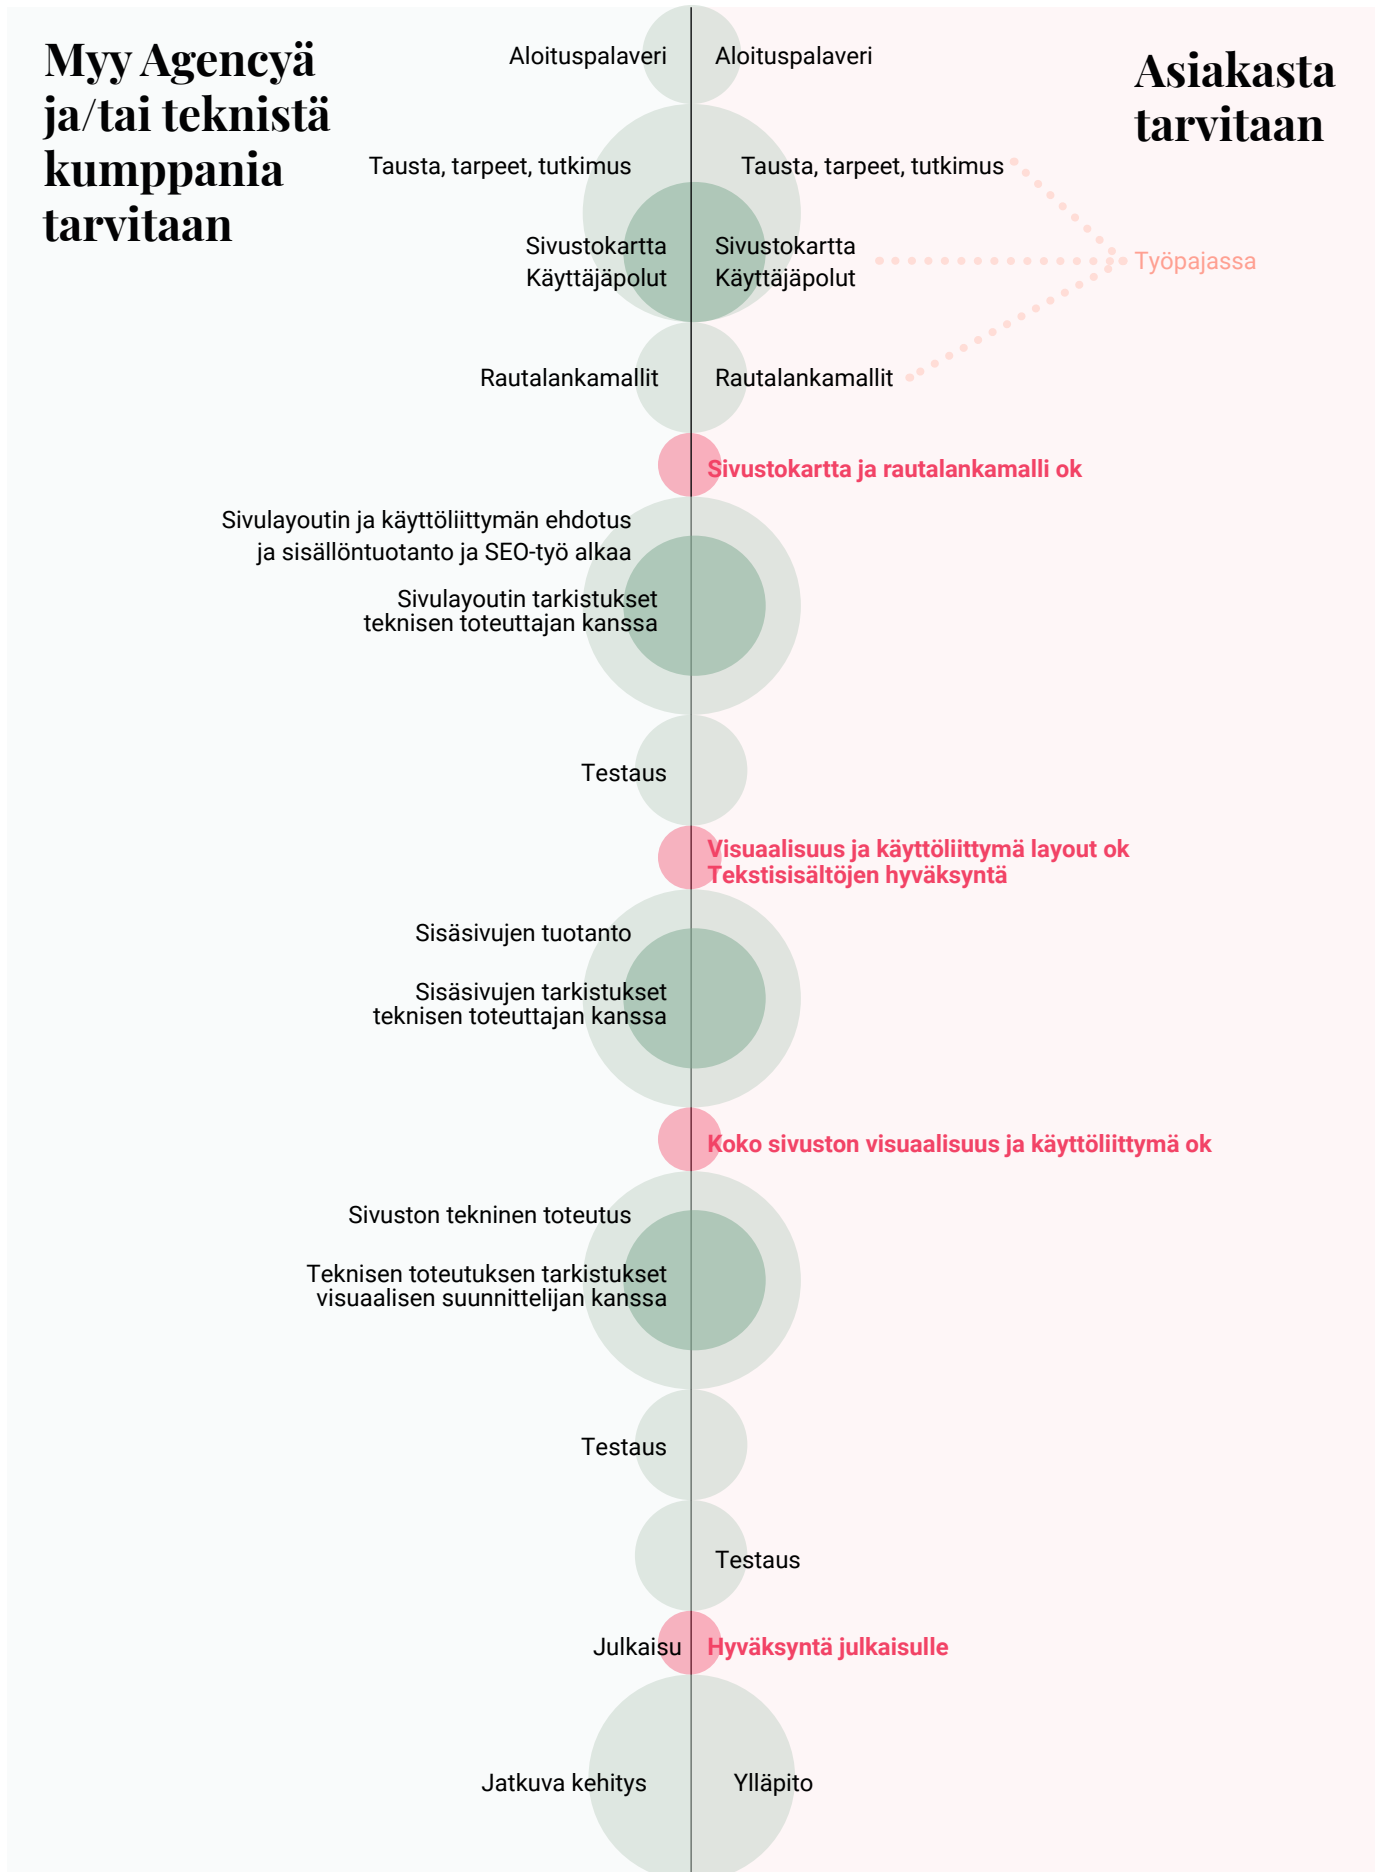 Myy Agencyä
ja/tai teknistä
kumppania
tarvitaan
Asiakasta
tarvitaan
Aloituspalaveri
Aloituspalaveri
Tausta, tarpeet, tutkimus
Tausta, tarpeet, tutkimus
Sivustokartta
Käyttäjäpolut
Sivustokartta
Käyttäjäpolut
Työpajassa
Rautalankamallit
Rautalankamallit
Sivustokartta ja rautalankamalli ok
Sivulayoutin ja käyttöliittymän ehdotus
ja sisällöntuotanto ja SEO-työ alkaa
Sivulayoutin tarkistukset
teknisen toteuttajan kanssa
Testaus
Visuaalisuus ja käyttöliittymä layout ok
Tekstisisältöjen hyväksyntä
Sisäsivujen tuotanto
Sisäsivujen tarkistukset
teknisen toteuttajan kanssa
Koko sivuston visuaalisuus ja käyttöliittymä ok
Sivuston tekninen toteutus
Teknisen toteutuksen tarkistukset
visuaalisen suunnittelijan kanssa
Testaus
Testaus
Julkaisu
Hyväksyntä julkaisulle
Jatkuva kehitys
Ylläpito